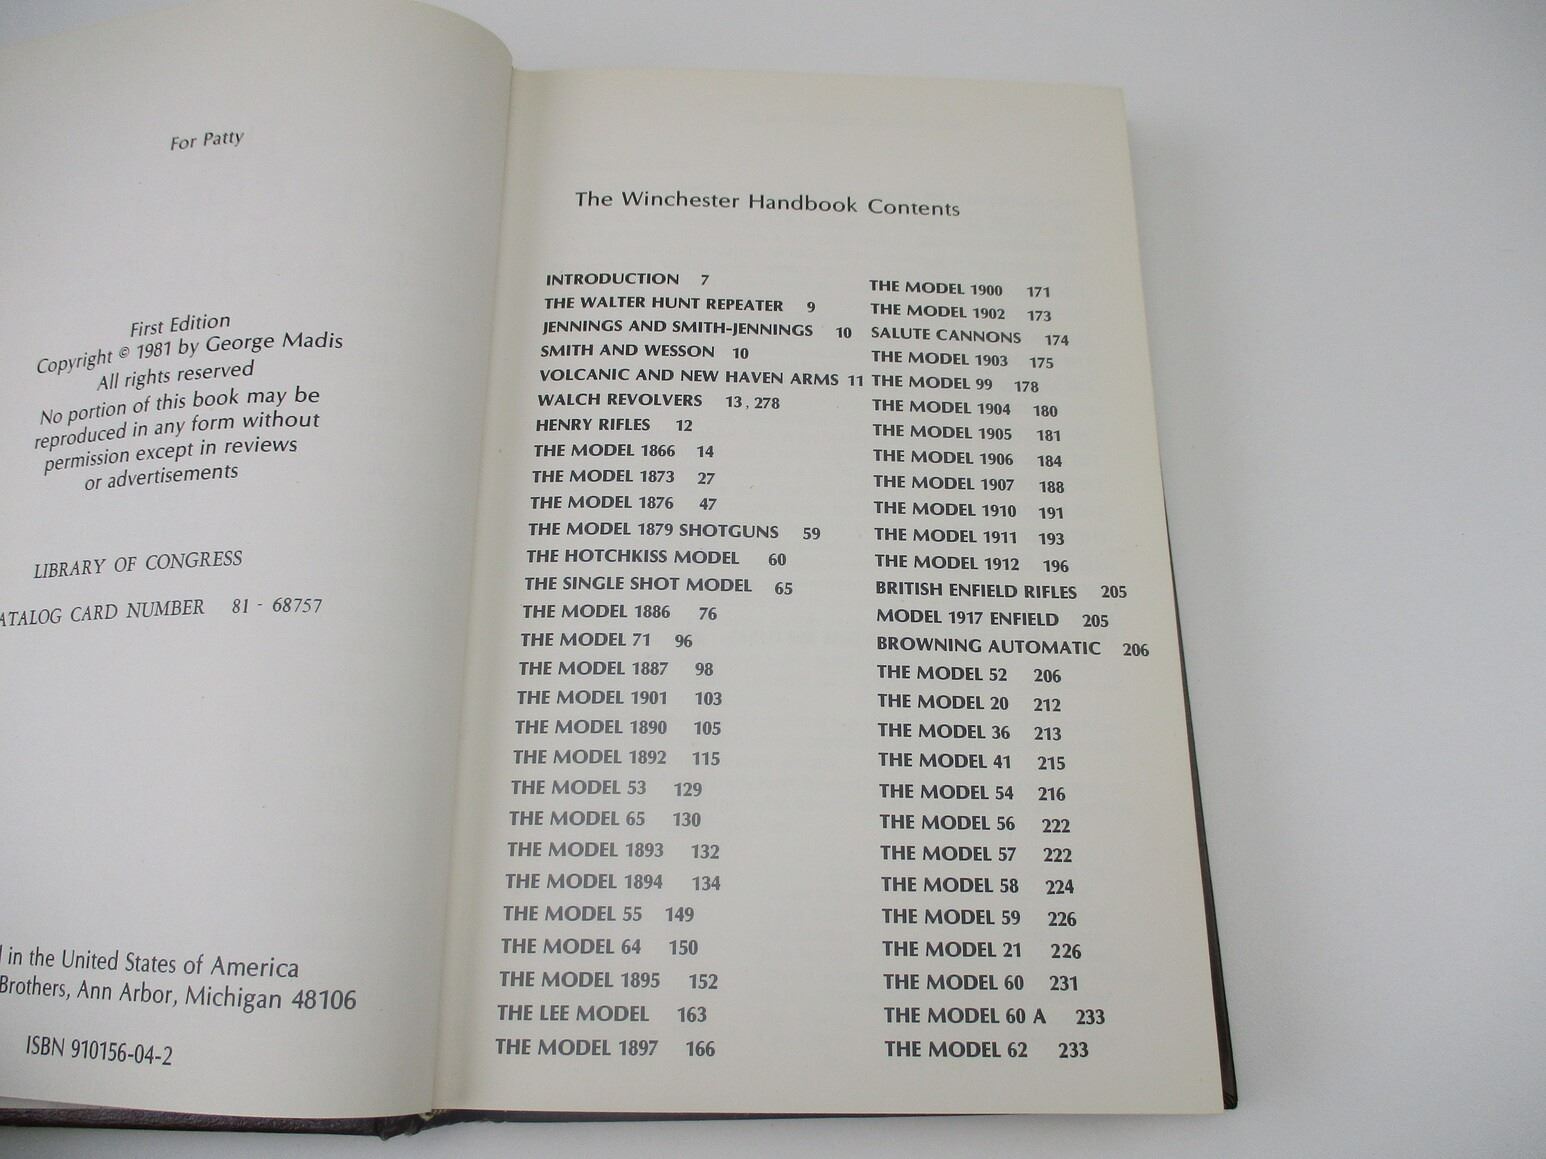 For Patty
First Edition
Copyright © 1981 by George Madis
All rights reserved
No portion of this book may be
reproduced in any form without
permission except in reviews
or advertisements
LIBRARY OF CONGRESS
ATALOG CARD NUMBER 81 - 68757
in the United States of America
Brothers, Ann Arbor, Michigan 48106
ISBN 910156-04-2
The Winchester Handbook Contents
INTRODUCTION 7
THE WALTER HUNT REPEATER 9
JENNINGS AND SMITH-JENNINGS 10
SMITH AND WESSON 10
VOLCANIC AND NEW HAVEN ARMS 11
WALCH REVOLVERS 13, 278
HENRY RIFLES 12
THE MODEL 1866 14
THE MODEL 1873 27
THE MODEL 1876 47
THE MODEL 1879 SHOTGUNS 59
THE HOTCHKISS MODEL 60
THE SINGLE SHOT MODEL 65
THE MODEL 1886 76
THE MODEL 71 96
THE MODEL 1887 98
THE MODEL 1901 103
THE MODEL 1890 105
THE MODEL 1892 115
THE MODEL 53 129
THE MODEL 65 130
THE MODEL 1893 132
THE MODEL 1894 134
THE MODEL 55 149
THE MODEL 64 150
THE MODEL 1895 152
THE LEE MODEL 163
THE MODEL 1897 166
THE MODEL 1900 171
THE MODEL 1902 173
SALUTE CANNONS 174
THE MODEL 1903 175
THE MODEL 99 178
THE MODEL 1904 180
THE MODEL 1905 181
THE MODEL 1906 184
THE MODEL 1907 188
THE MODEL 1910 191
THE MODEL 1911 193
THE MODEL 1912 196
BRITISH ENFIELD RIFLES 205
MODEL 1917 ENFIELD 205
BROWNING AUTOMATIC 206
THE MODEL 52 206
THE MODEL 20 212
THE MODEL 36 213
THE MODEL 41 215
THE MODEL 54 216
THE MODEL 56 222
THE MODEL 57 222
THE MODEL 58 224
THE MODEL 59 226
THE MODEL 21 226
THE MODEL 60 231
THE MODEL 60 A 233
THE MODEL 62 233